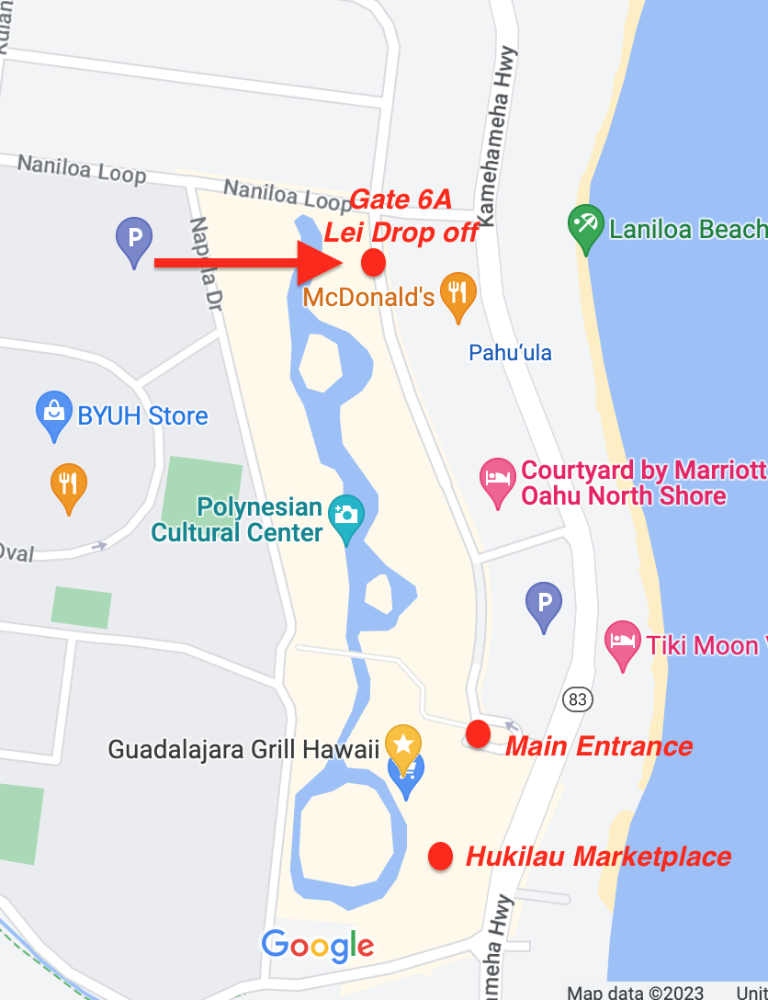 Kulan
Kamehameha Hwy
Naniloa Loop
Naniloa Loop
Gate 6A
Lei Drop off
P
Napela Dr
Laniloa Beach
McDonald's
Pahuʻula
BYUH Store
Courtyard by Marriott
Oahu North Shore
Polynesian
Cultural Center
Oval
P
Tiki Moon V
83
Guadalajara Grill Hawaii
Main Entrance
Hukilau Marketplace
Google
ameha Hwy
Map data ©2023 Unit